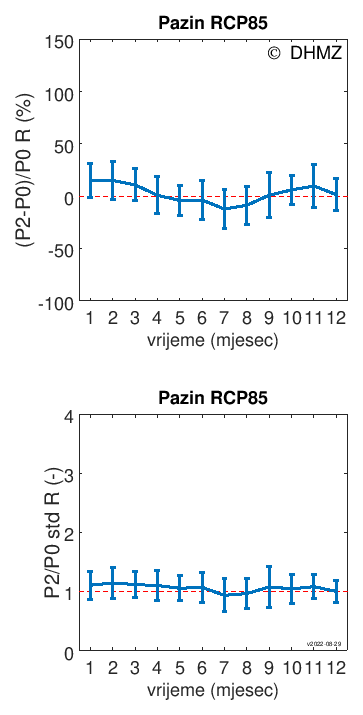 Pazin RCP85
© DHMZ
(P2-P0)/P0 R (%)
150
100
50
0
-50
-100
1 2 3 4 5 6 7 8 9 10 11 12
vrijeme (mjesec)
Pazin RCP85
P2/P0 std R (-)
4
3
2
1
0
v2022-08-29
1 2 3 4 5 6 7 8 9 10 11 12
vrijeme (mjesec)